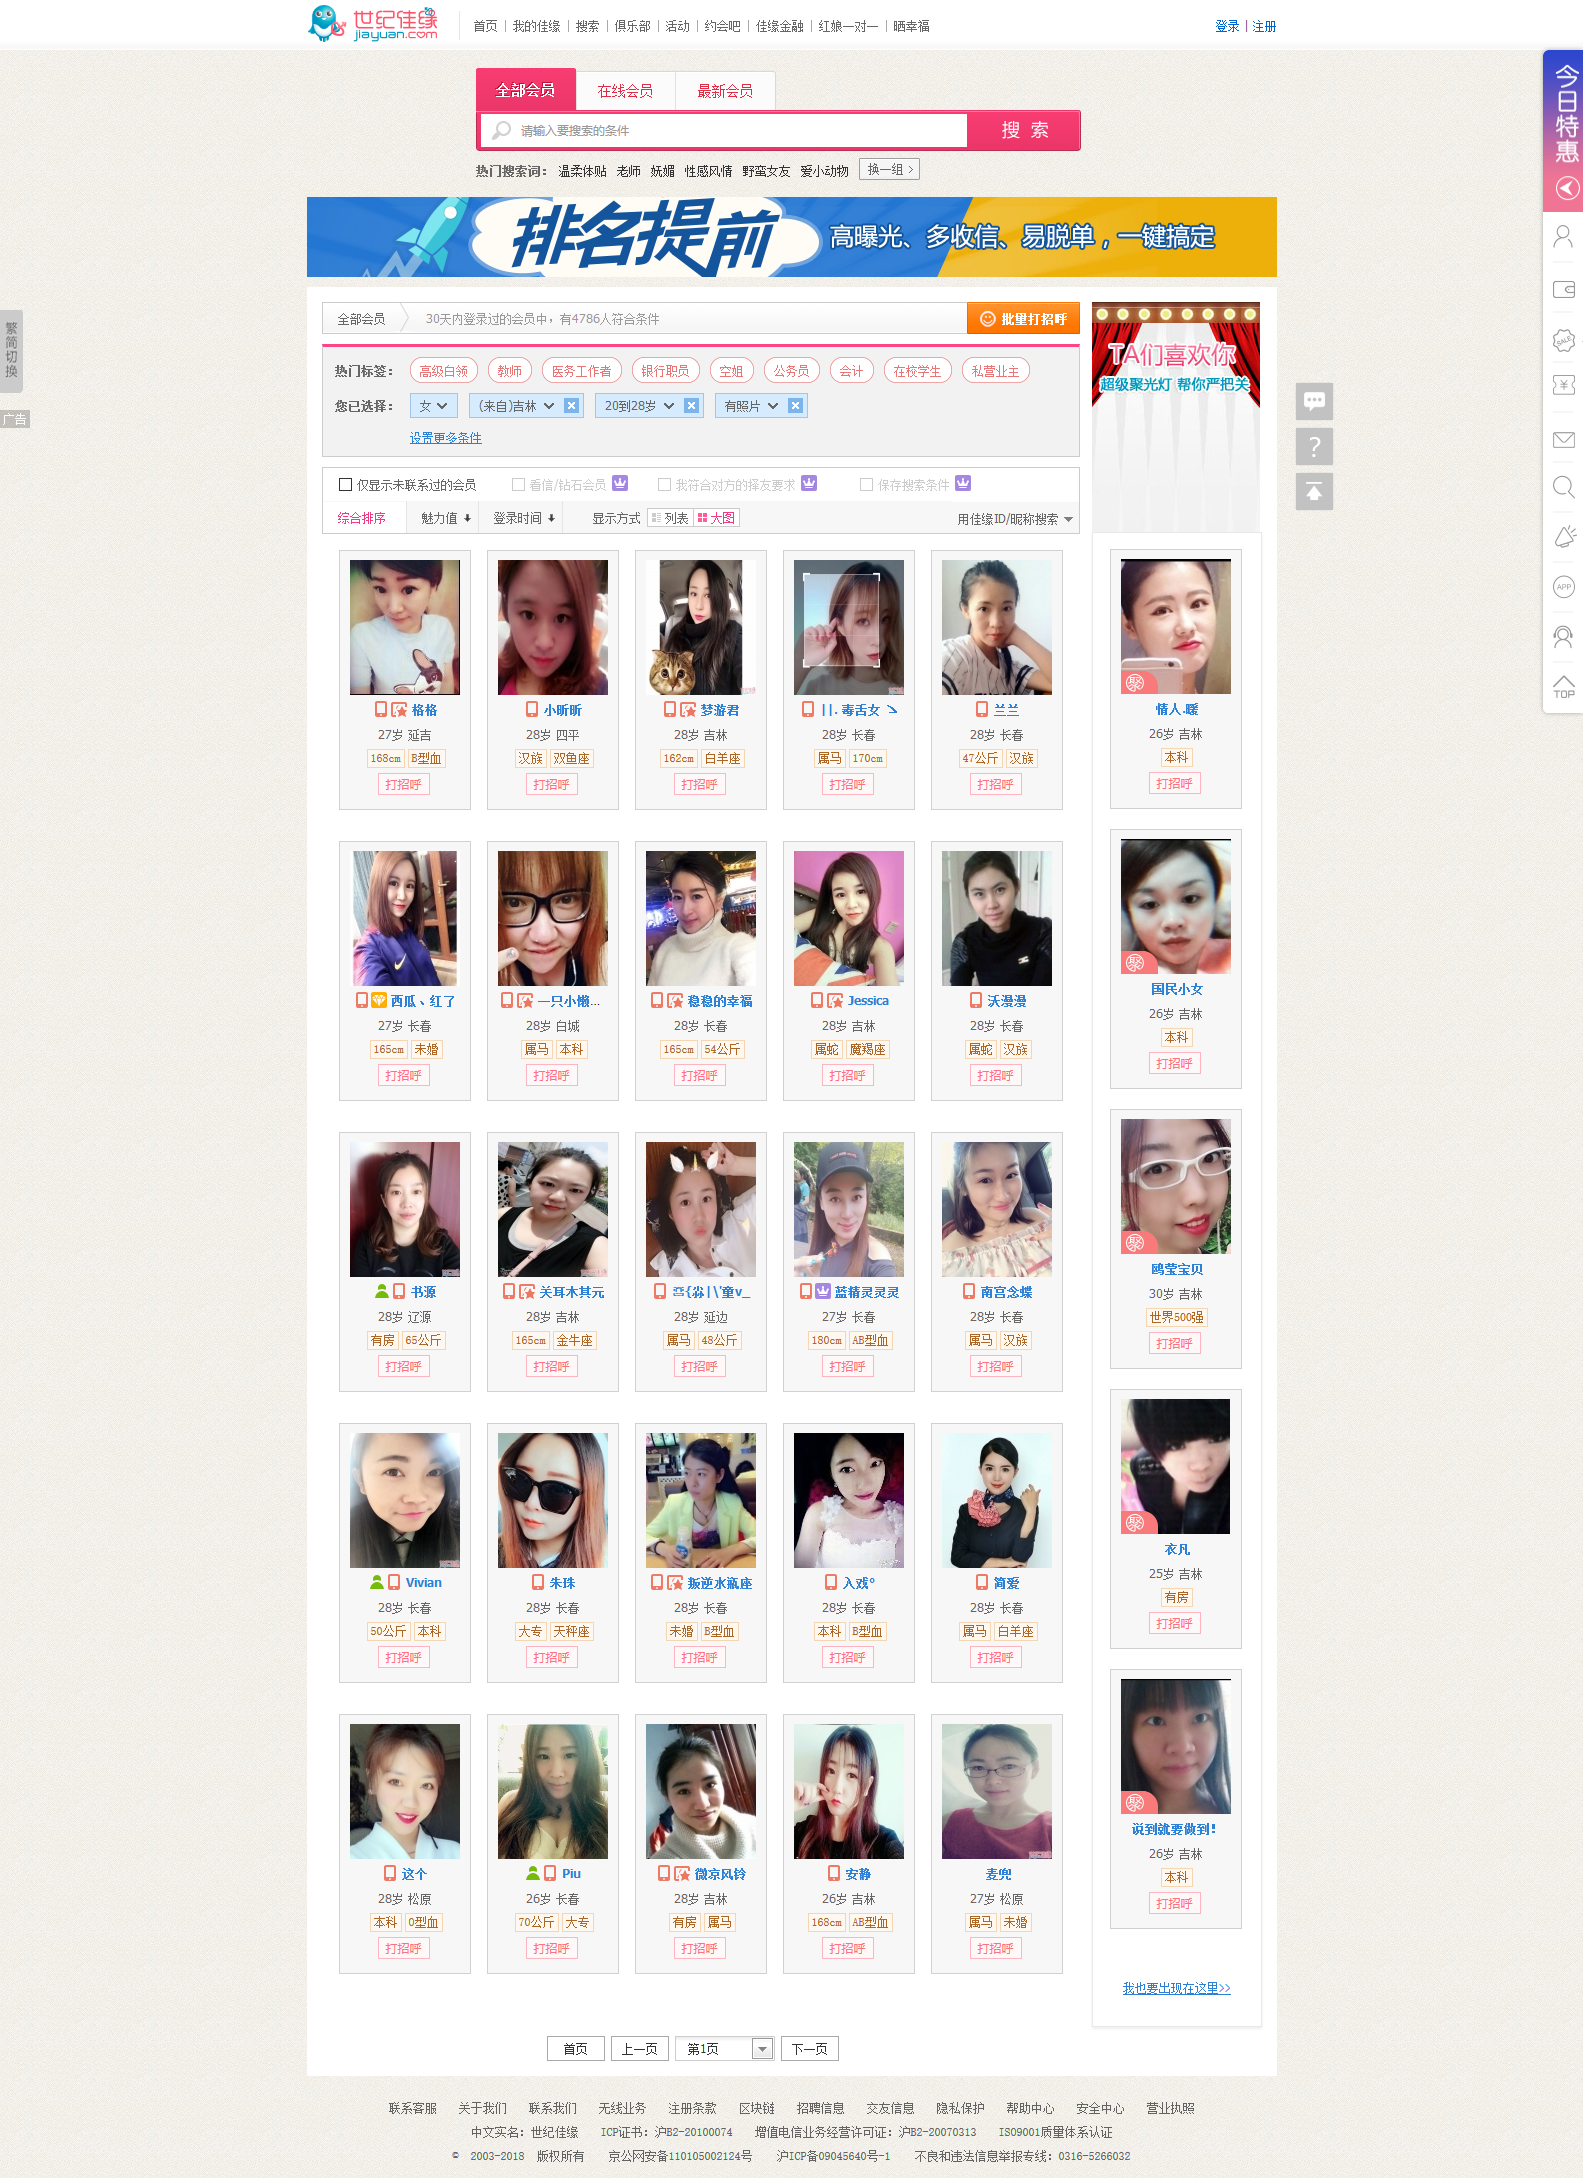 世纪佳缘
jiayuan.com
首页 | 我的佳缘 | 搜索 | 俱乐部 | 活动 | 约会吧 | 佳缘金融 | 红娘一对一 | 晒幸福
登录 | 注册
全部会员 在线会员 最新会员
请输入要搜索的条件 搜 索
热门搜索词： 温柔体贴 老师 妩媚 性感风情 野蛮女友 爱小动物 换一组 >
排名提前 高曝光、多收信、易脱单，一键搞定
今日特惠
SALE
¥
APP
TOP
繁简切换
广告
全部会员 30天内登录过的会员中，有4786人符合条件 批量打招呼
热门标签： 高级白领 教师 医务工作者 银行职员 空姐 公务员 会计 在校学生 私营业主
您已选择： 女 (来自)吉林 20到28岁 有照片
设置更多条件
仅显示未联系过的会员 看信/钻石会员 我符合对方的择友要求 保存搜索条件
综合排序 魅力值 登录时间 显示方式 列表 大图 用佳缘ID/昵称搜索
TA们喜欢你
超级聚光灯 帮你严把关
?
格格 小昕昕 梦游君 ||. 毒舌女 ゝ 兰兰
27岁 延吉 28岁 四平 28岁 吉林 28岁 长春 28岁 长春
168cm B型血 汉族 双鱼座 162cm 白羊座 属马 170cm 47公斤 汉族
打招呼 打招呼 打招呼 打招呼 打招呼
西瓜、红了 一只小懒... 稳稳的幸福 Jessica 沃漫漫
27岁 长春 28岁 白城 28岁 长春 28岁 吉林 28岁 长春
165cm 未婚 属马 本科 165cm 54公斤 属蛇 魔羯座 属蛇 汉族
打招呼 打招呼 打招呼 打招呼 打招呼
书源 关耳木其元 蓝精灵灵灵 南宫念蝶
28岁 辽源 28岁 吉林 28岁 延边 27岁 长春 28岁 长春
有房 65公斤 165cm 金牛座 属马 48公斤 180cm AB型血 属马 汉族
打招呼 打招呼 打招呼 打招呼 打招呼
Vivian 朱珠 叛逆水瓶座 入戏° 简爱
28岁 长春 28岁 长春 28岁 长春 28岁 长春 28岁 长春
50公斤 本科 大专 天秤座 未婚 B型血 本科 B型血 属马 白羊座
打招呼 打招呼 打招呼 打招呼 打招呼
这个 Piu 微凉风铃 安静 麦兜
28岁 松原 26岁 长春 28岁 吉林 26岁 吉林 27岁 松原
本科 O型血 70公斤 大专 有房 属马 168cm AB型血 属马 未婚
打招呼 打招呼 打招呼 打招呼 打招呼
聚
情人.暖
26岁 吉林
本科
打招呼
聚
国民小女
26岁 吉林
本科
打招呼
聚
鸥莹宝贝
30岁 吉林
世界500强
打招呼
聚
衣凡
25岁 吉林
有房
打招呼
聚
说到就要做到！
26岁 吉林
本科
打招呼
我也要出现在这里>>
首页 上一页 第1页 下一页
联系客服 关于我们 联系我们 无线业务 注册条款 区块链 招聘信息 交友信息 隐私保护 帮助中心 安全中心 营业执照
中文实名：世纪佳缘 ICP证书：沪B2-20100074 增值电信业务经营许可证：沪B2-20070313 ISO9001质量体系认证
© 2003-2018 版权所有 京公网安备110105002124号 沪ICP备09045640号-1 不良和违法信息举报专线：0316-5266032